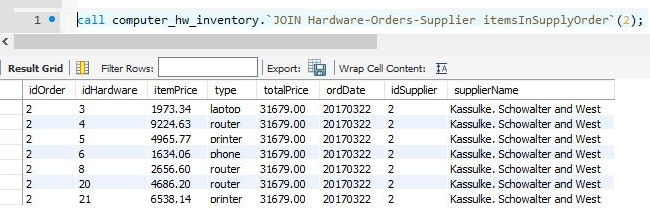 1 call computer_hw_inventory.`JOIN Hardware-Orders-Supplier itemsInSupplyOrder`(2);
Result Grid Filter Rows: Export: Wrap Cell Content:
idOrder idHardware itemPrice type totalPrice ordDate idSupplier supplierName
2 3 1973.34 laptop 31679.00 20170322 2 Kassulke, Schowalter and West
2 4 9224.63 router 31679.00 20170322 2 Kassulke, Schowalter and West
2 5 4965.77 printer 31679.00 20170322 2 Kassulke, Schowalter and West
2 6 1634.06 phone 31679.00 20170322 2 Kassulke, Schowalter and West
2 8 2656.60 router 31679.00 20170322 2 Kassulke, Schowalter and West
2 20 4686.20 router 31679.00 20170322 2 Kassulke, Schowalter and West
2 21 6538.14 printer 31679.00 20170322 2 Kassulke, Schowalter and West